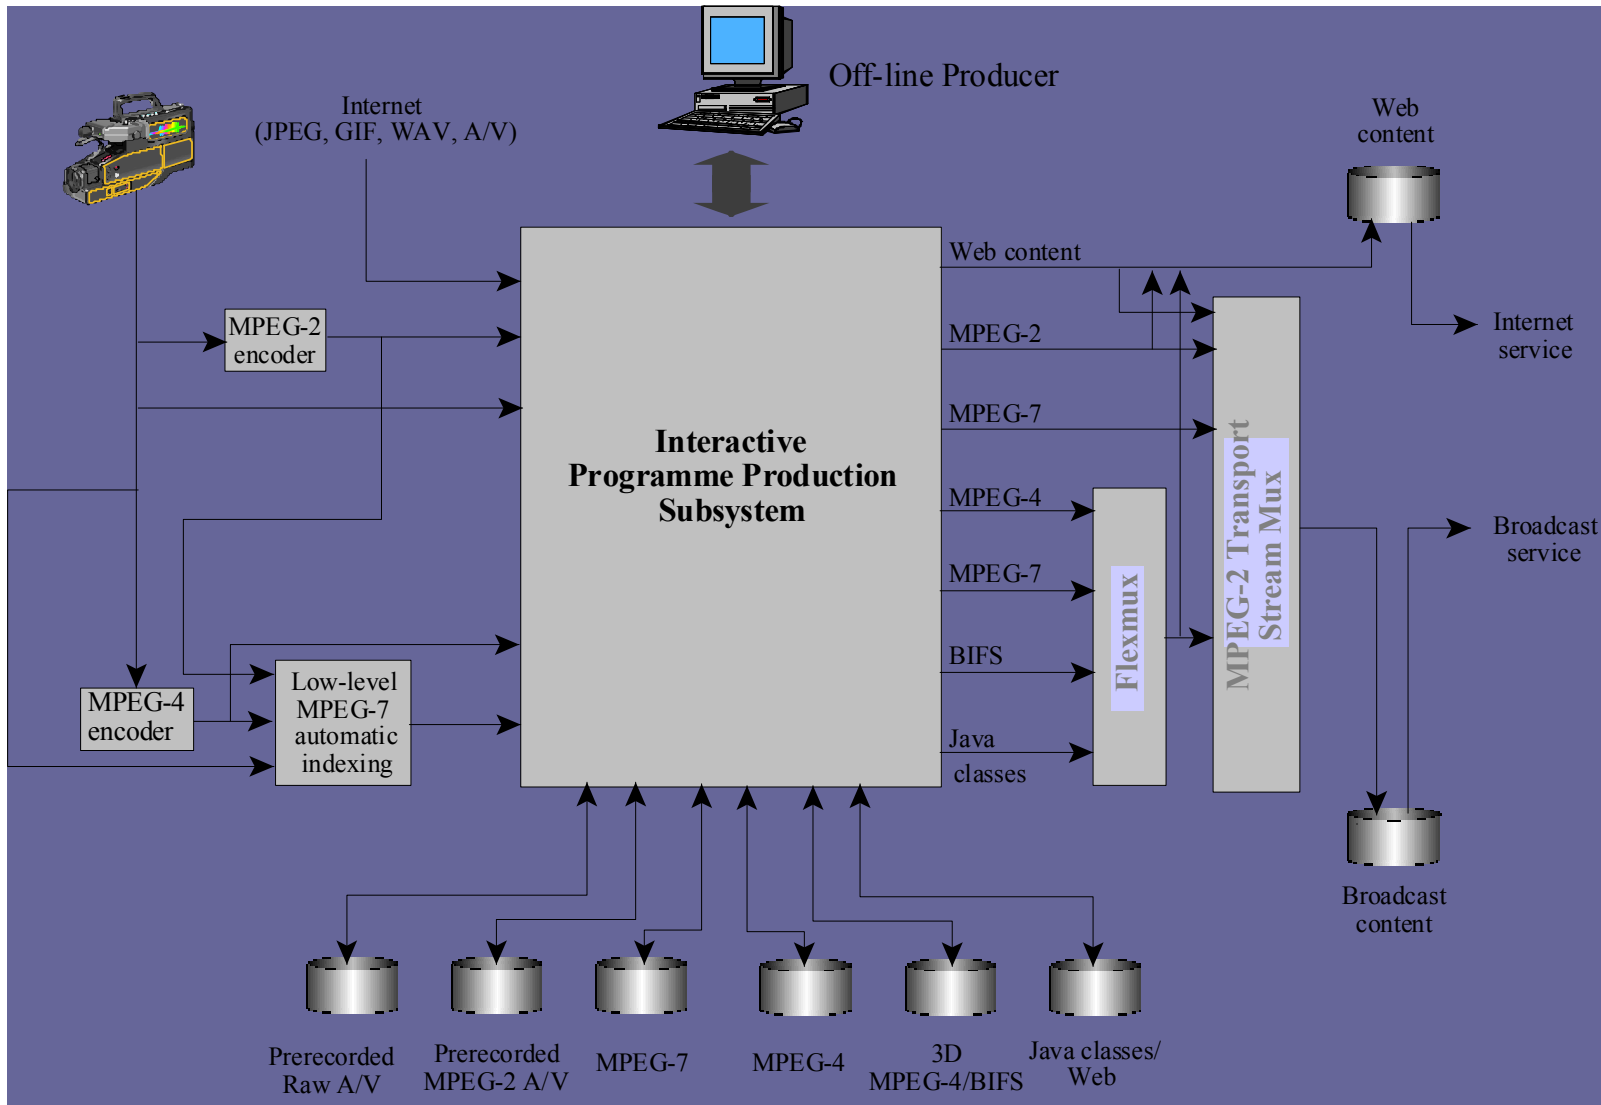 Off-line Producer
Internet
(JPEG, GIF, WAV, A/V)
Web
content
Web content
MPEG-2
encoder
MPEG-2
Internet
service
MPEG-7
Interactive
Programme Production
Subsystem
MPEG-4
MPEG-7
BIFS
Java
classes
Flexmux
MPEG-2 Transport
Stream Mux
Broadcast
service
MPEG-4
encoder
Low-level
MPEG-7
automatic
indexing
Broadcast
content
Prerecorded
Raw A/V
Prerecorded
MPEG-2 A/V
MPEG-7
MPEG-4
3D
MPEG-4/BIFS
Java classes/
Web